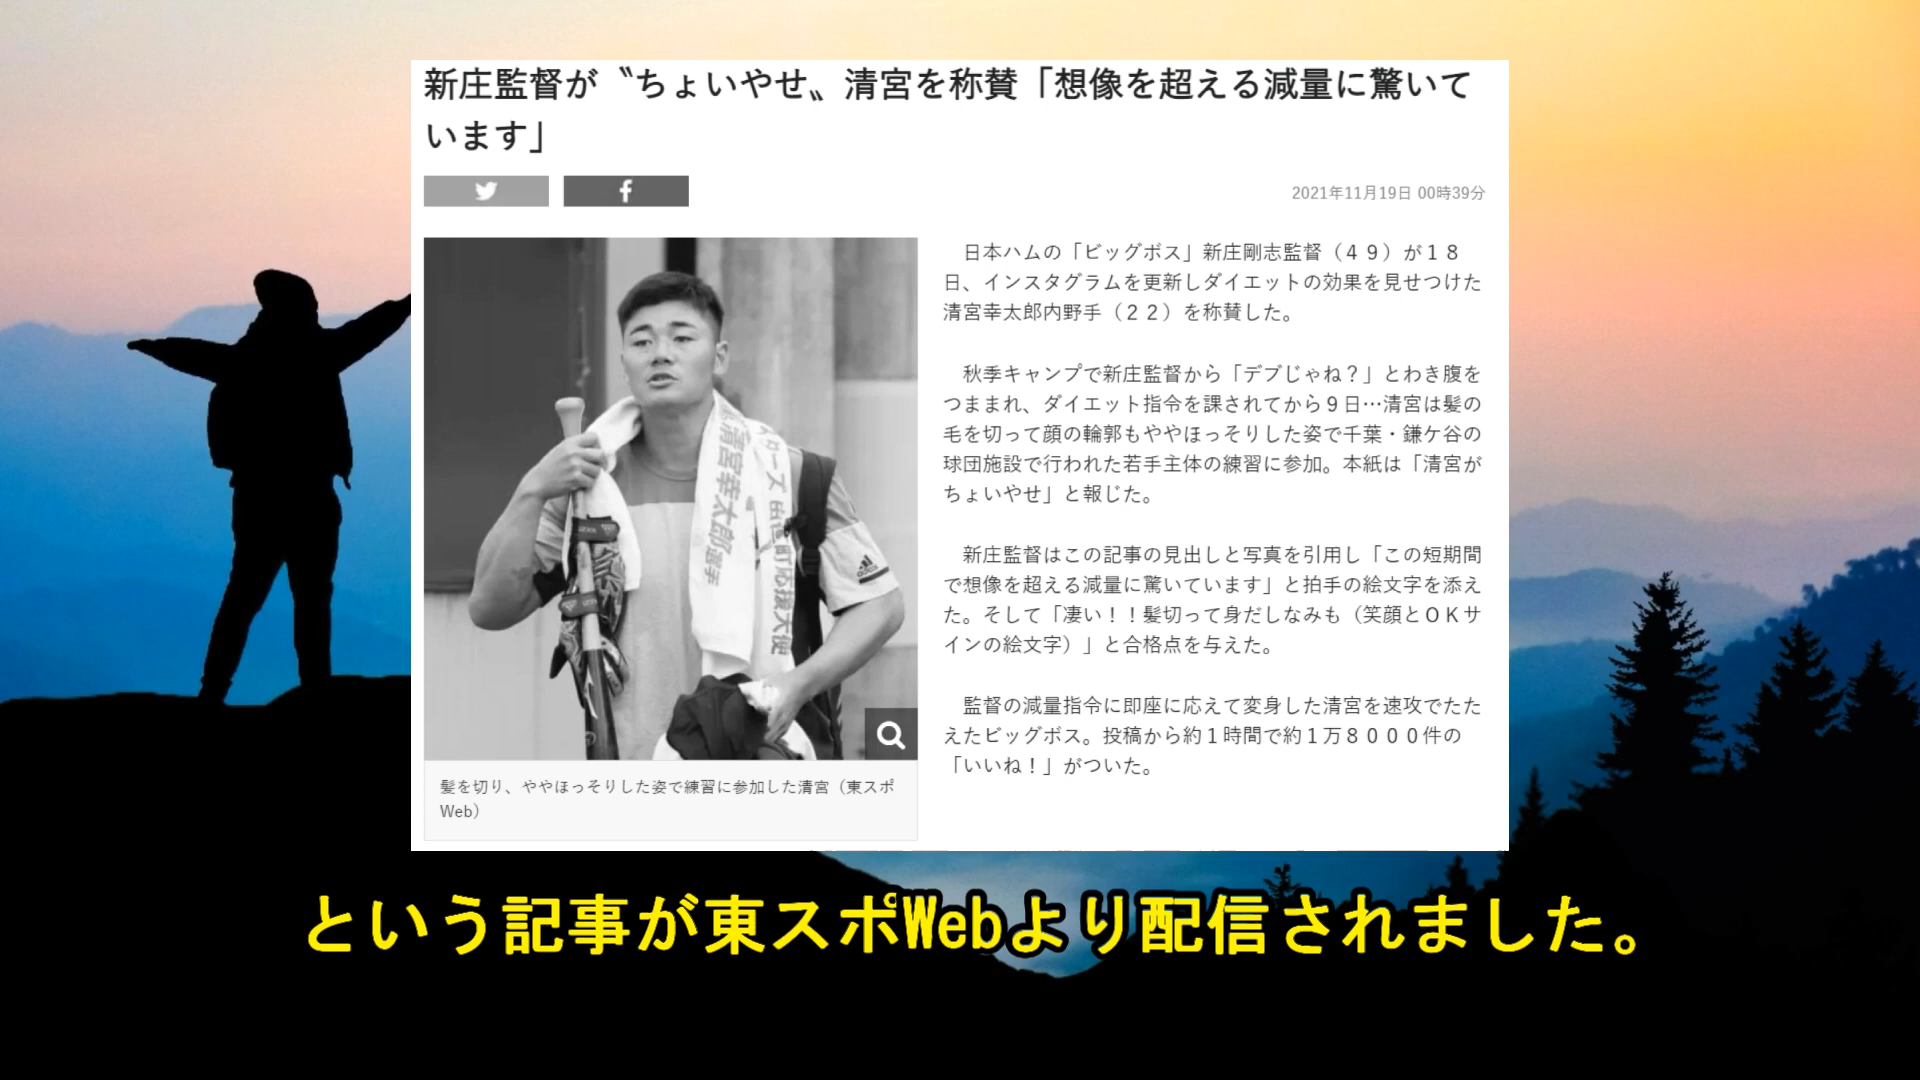 新庄監督が〝ちょいやせ〟清宮を称賛「想像を超える減量に驚いて
います」
2021年11月19日 00時39分
日本ハムの「ビッグボス」新庄剛志監督（４９）が１８
日、インスタグラムを更新しダイエットの効果を見せつけた
清宮幸太郎内野手（２２）を称賛した。
秋季キャンプで新庄監督から「デブじゃね？」とわき腹を
つままれ、ダイエット指令を課されてから９日…清宮は髪の
毛を切って顔の輪郭もややほっそりした姿で千葉・鎌ケ谷の
球団施設で行われた若手主体の練習に参加。本紙は「清宮が
ちょいやせ」と報じた。
新庄監督はこの記事の見出しと写真を引用し「この短期間
で想像を超える減量に驚いています」と拍手の絵文字を添え
た。そして「凄い！！髪切って身だしなみも（笑顔とＯＫサ
インの絵文字）」と合格点を与えた。
監督の減量指令に即座に応えて変身した清宮を速攻でたた
えたビッグボス。投稿から約１時間で約１万８０００件の
「いいね！」がついた。
清宮幸太郎選手
応援大使
adidas
髪を切り、ややほっそりした姿で練習に参加した清宮（東スポ
Web）
という記事が東スポWebより配信されました。